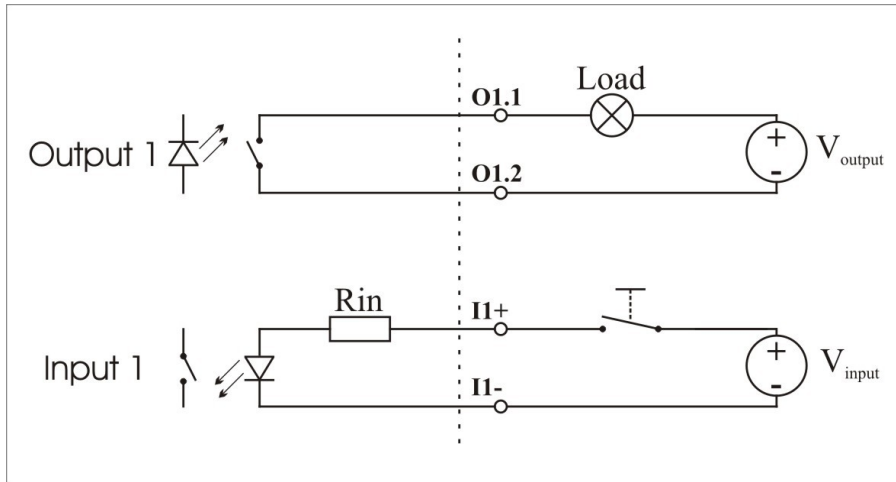 Load
O1.1
Output 1
+
V output
-
O1.2
Rin
I1+
Input 1
+
V input
-
I1-